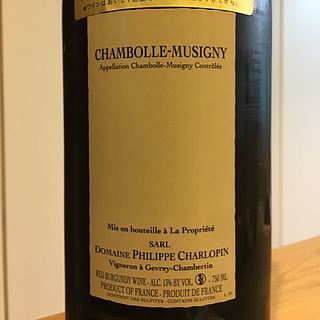 CHAMBOLLE-MUSIGNY
Appellation Chambolle-Musigny Contrôlée
Mis en bouteille à La Propriété
SARL
DOMAINE PHILIPPE CHARLOPIN
Vigneron à Gevrey-Chambertin
RED BURGUNDY WINE - ALC. 13% BY VOL. - 750 ML
PRODUCT OF FRANCE - PRODUIT DE FRANCE
CONTIENT DES SULFITES - CONTAINS SULFITES